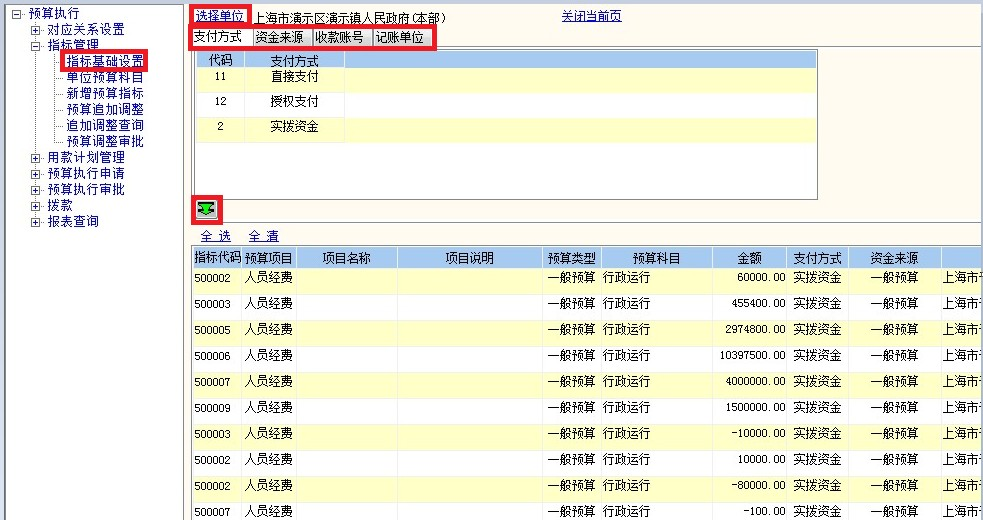 预算执行
对应关系设置
指标管理
指标基础设置
单位预算科目
新增预算指标
预算追加调整
追加调整查询
预算调整审批
用款计划管理
预算执行申请
预算执行审批
拨款
报表查询
选择单位 上海市演示区演示镇人民政府(本部) 关闭当前页
支付方式 资金来源 收款账号 记账单位
代码 支付方式
11 直接支付
12 授权支付
2 实拨资金
全 选 全 清
指标代码 预算项目 项目名称 项目说明 预算类型 预算科目 金额 支付方式 资金来源
500002 人员经费 一般预算 行政运行 60000.00 实拨资金 一般预算 上海市
500003 人员经费 一般预算 行政运行 455400.00 实拨资金 一般预算 上海市
500005 人员经费 一般预算 行政运行 2974800.00 实拨资金 一般预算 上海市
500006 人员经费 一般预算 行政运行 10397500.00 实拨资金 一般预算 上海市
500007 人员经费 一般预算 行政运行 4000000.00 实拨资金 一般预算 上海市
500009 人员经费 一般预算 行政运行 1500000.00 实拨资金 一般预算 上海市
500003 人员经费 一般预算 行政运行 -10000.00 实拨资金 一般预算 上海市
500002 人员经费 一般预算 行政运行 10000.00 实拨资金 一般预算 上海市
500002 人员经费 一般预算 行政运行 -80000.00 实拨资金 一般预算 上海市
500007 人员经费 一般预算 行政运行 -100.00 实拨资金 一般预算 上海市